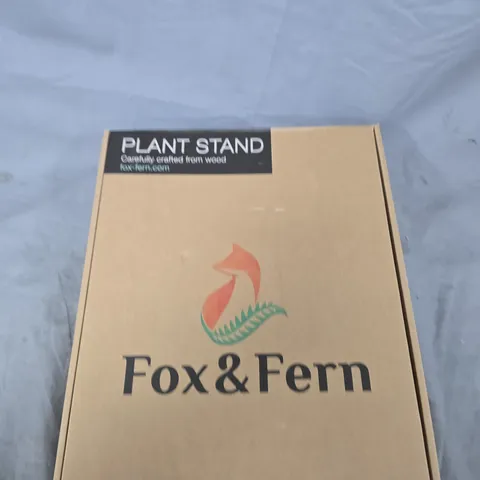 PLANT STAND
Carefully crafted from wood
fox-fern.com
Fox&Fern